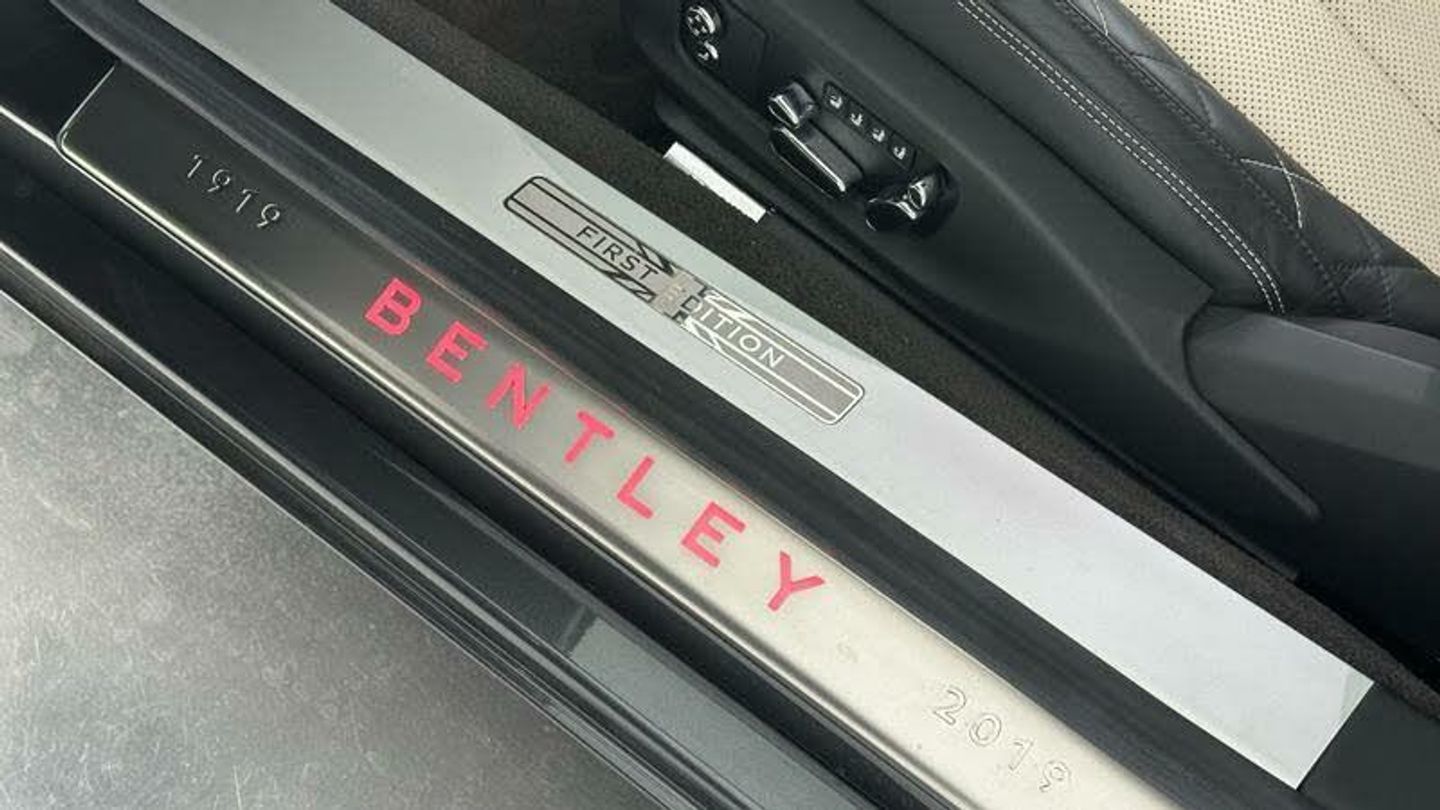 1919
BENTLEY
2019
FIRST EDITION